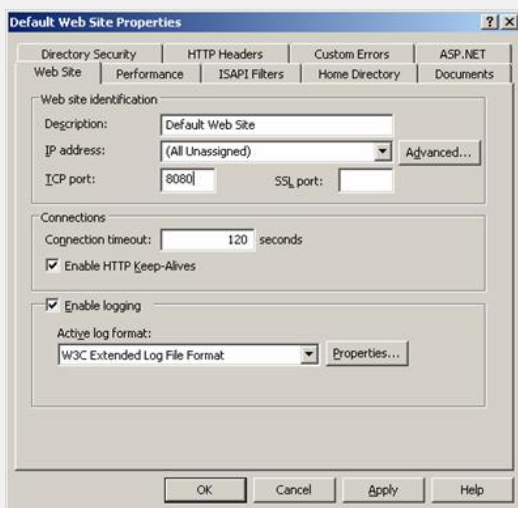 Default Web Site Properties
Directory Security HTTP Headers Custom Errors ASP.NET
Web Site Performance ISAPI Filters Home Directory Documents
Web site identification
Description: Default Web Site
IP address: (All Unassigned) Advanced...
TCP port: 8080 SSL port:
Connections
Connection timeout: 120 seconds
Enable HTTP Keep-Alives
Enable logging
Active log format:
W3C Extended Log File Format Properties...
OK Cancel Apply Help